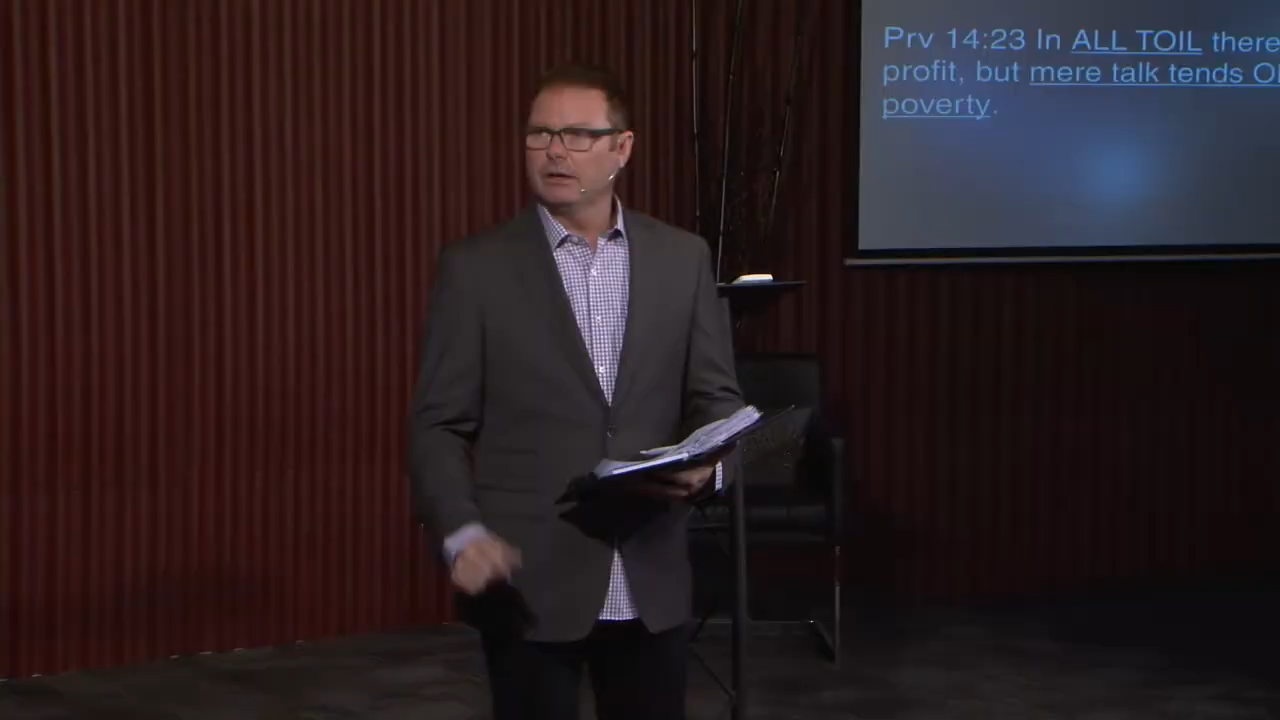 Prv 14:23 In ALL TOIL there
profit, but mere talk tends
poverty.